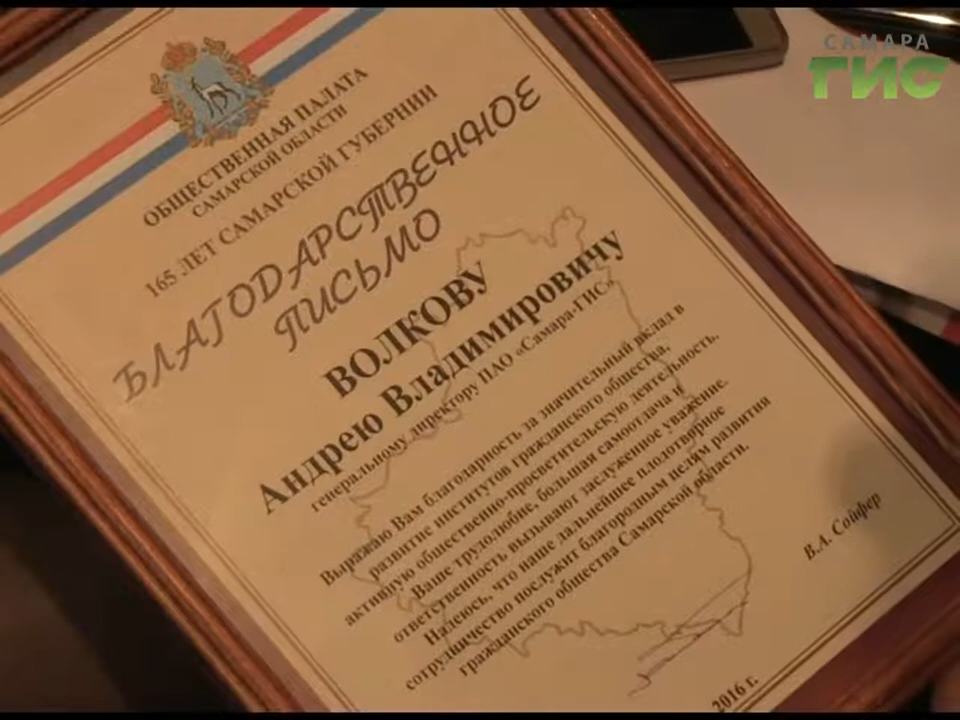 САМАРА
ГИС
ОБЩЕСТВЕННАЯ ПАЛАТА
САМАРСКОЙ ОБЛАСТИ
165 ЛЕТ САМАРСКОЙ ГУБЕРНИИ
БЛАГОДАРСТВЕННОЕ
ПИСЬМО
ВОЛКОВУ
Андрею Владимировичу
генеральному директору ПАО «Самара-ГИС»
Выражаю Вам благодарность за значительный вклад в
развитие институтов гражданского общества,
активную общественно-просветительскую деятельность.
Ваше трудолюбие, большая самоотдача и
ответственность вызывают заслуженное уважение.
Надеюсь, что наше дальнейшее плодотворное
сотрудничество послужит благородным целям развития
гражданского общества Самарской области.
В.А. Сойфер
2016 г.